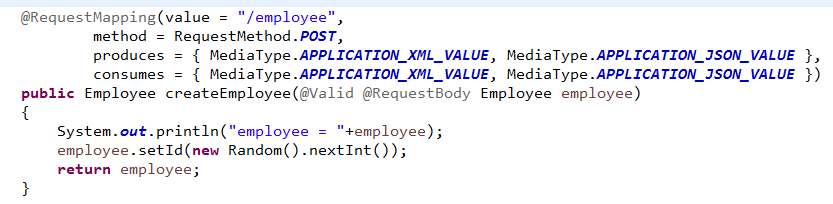 @RequestMapping(value = "/employee",
method = RequestMethod.POST,
produces = { MediaType.APPLICATION_XML_VALUE, MediaType.APPLICATION_JSON_VALUE },
consumes = { MediaType.APPLICATION_XML_VALUE, MediaType.APPLICATION_JSON_VALUE })
public Employee createEmployee(@Valid @RequestBody Employee employee)
{
System.out.println("employee = "+employee);
employee.setId(new Random().nextInt());
return employee;
}